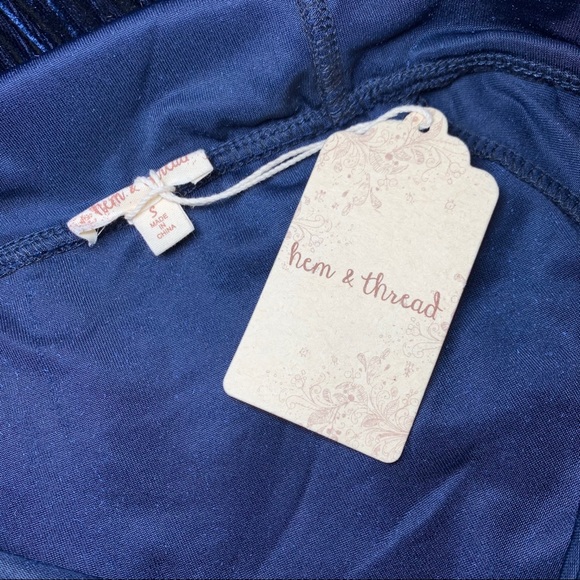 hem & thread
S
MADE
IN
CHINA
hem & thread